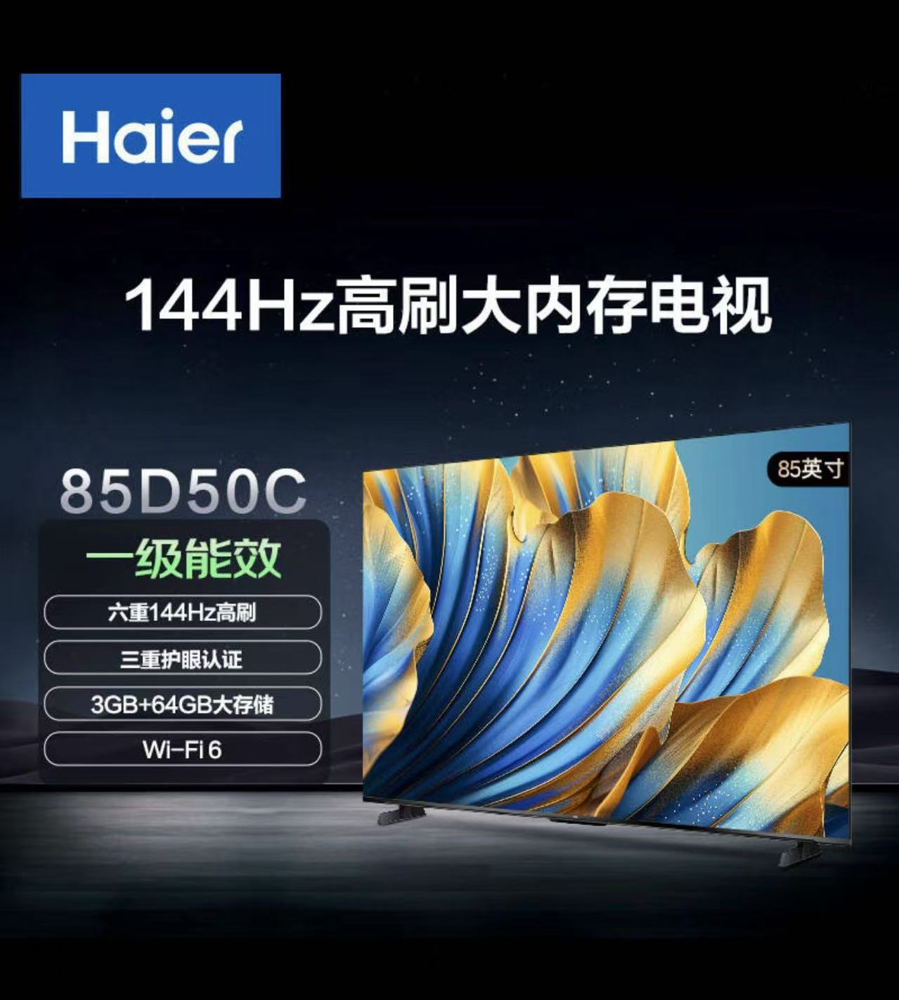 Haier
144Hz高刷大内存电视
85英寸
85D50C
一级能效
六重144Hz高刷
三重护眼认证
3GB+64GB大存储
Wi-Fi 6